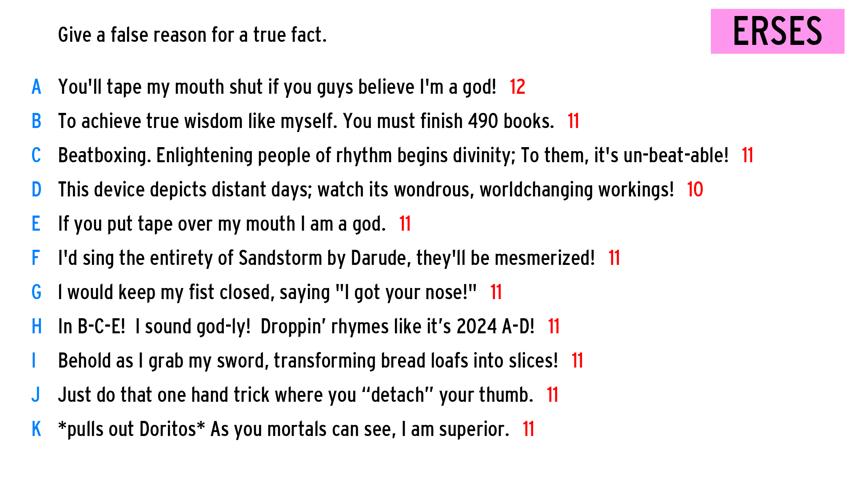 Give a false reason for a true fact.
ERSES
A You'll tape my mouth shut if you guys believe I'm a god! 12
B To achieve true wisdom like myself. You must finish 490 books. 11
C Beatboxing. Enlightening people of rhythm begins divinity; To them, it's un-beat-able! 11
D This device depicts distant days; watch its wondrous, worldchanging workings! 10
E If you put tape over my mouth I am a god. 11
F I'd sing the entirety of Sandstorm by Darude, they'll be mesmerized! 11
G I would keep my fist closed, saying "I got your nose!" 11
H In B-C-E! I sound god-ly! Droppin’ rhymes like it’s 2024 A-D! 11
I Behold as I grab my sword, transforming bread loafs into slices! 11
J Just do that one hand trick where you “detach” your thumb. 11
K *pulls out Doritos* As you mortals can see, I am superior. 11